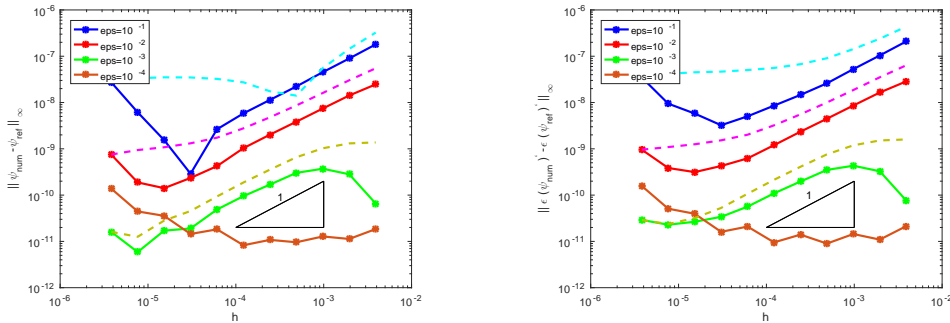 10^-6
10^-7
10^-8
10^-9
10^-10
10^-11
10^-12
|| ψ_num - ψ_ref ||_∞
eps=10^-1
eps=10^-2
eps=10^-3
eps=10^-4
1
10^-6 10^-5 10^-4 10^-3 10^-2
h
10^-6
10^-7
10^-8
10^-9
10^-10
10^-11
10^-12
|| ϵ (ψ_num)' - ϵ (ψ_ref)' ||_∞
eps=10^-1
eps=10^-2
eps=10^-3
eps=10^-4
1
10^-6 10^-5 10^-4 10^-3 10^-2
h